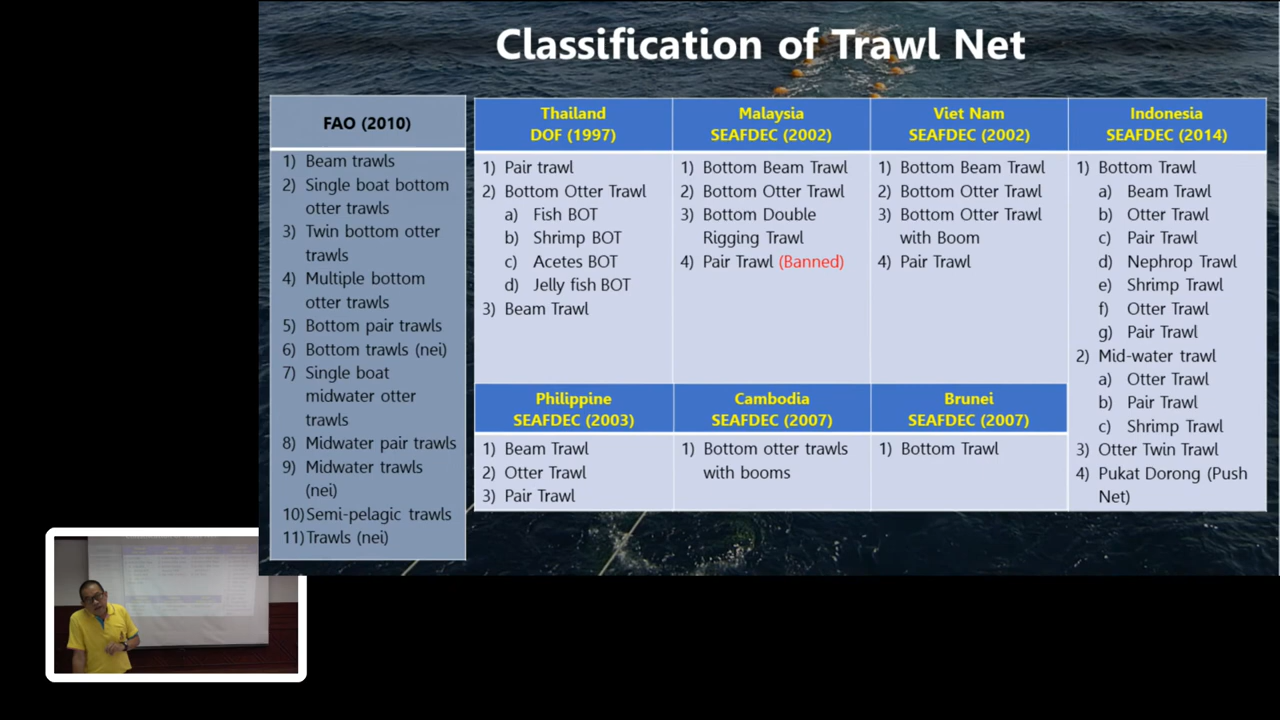 Classification of Trawl Net
FAO (2010)
1) Beam trawls
2) Single boat bottom
otter trawls
3) Twin bottom otter
trawls
4) Multiple bottom
otter trawls
5) Bottom pair trawls
6) Bottom trawls (nei)
7) Single boat
midwater otter
trawls
8) Midwater pair trawls
9) Midwater trawls
(nei)
10) Semi-pelagic trawls
11) Trawls (nei)
Thailand
DOF (1997)
1) Pair trawl
2) Bottom Otter Trawl
a) Fish BOT
b) Shrimp BOT
c) Acetes BOT
d) Jelly fish BOT
3) Beam Trawl
Malaysia
SEAFDEC (2002)
1) Bottom Beam Trawl
2) Bottom Otter Trawl
3) Bottom Double
Rigging Trawl
4) Pair Trawl (Banned)
Viet Nam
SEAFDEC (2002)
1) Bottom Beam Trawl
2) Bottom Otter Trawl
3) Bottom Otter Trawl
with Boom
4) Pair Trawl
Indonesia
SEAFDEC (2014)
1) Bottom Trawl
a) Beam Trawl
b) Otter Trawl
c) Pair Trawl
d) Nephrop Trawl
e) Shrimp Trawl
f) Otter Trawl
g) Pair Trawl
2) Mid-water trawl
a) Otter Trawl
b) Pair Trawl
c) Shrimp Trawl
3) Otter Twin Trawl
4) Pukat Dorong (Push
Net)
Philippine
SEAFDEC (2003)
1) Beam Trawl
2) Otter Trawl
3) Pair Trawl
Cambodia
SEAFDEC (2007)
1) Bottom otter trawls
with booms
Brunei
SEAFDEC (2007)
1) Bottom Trawl